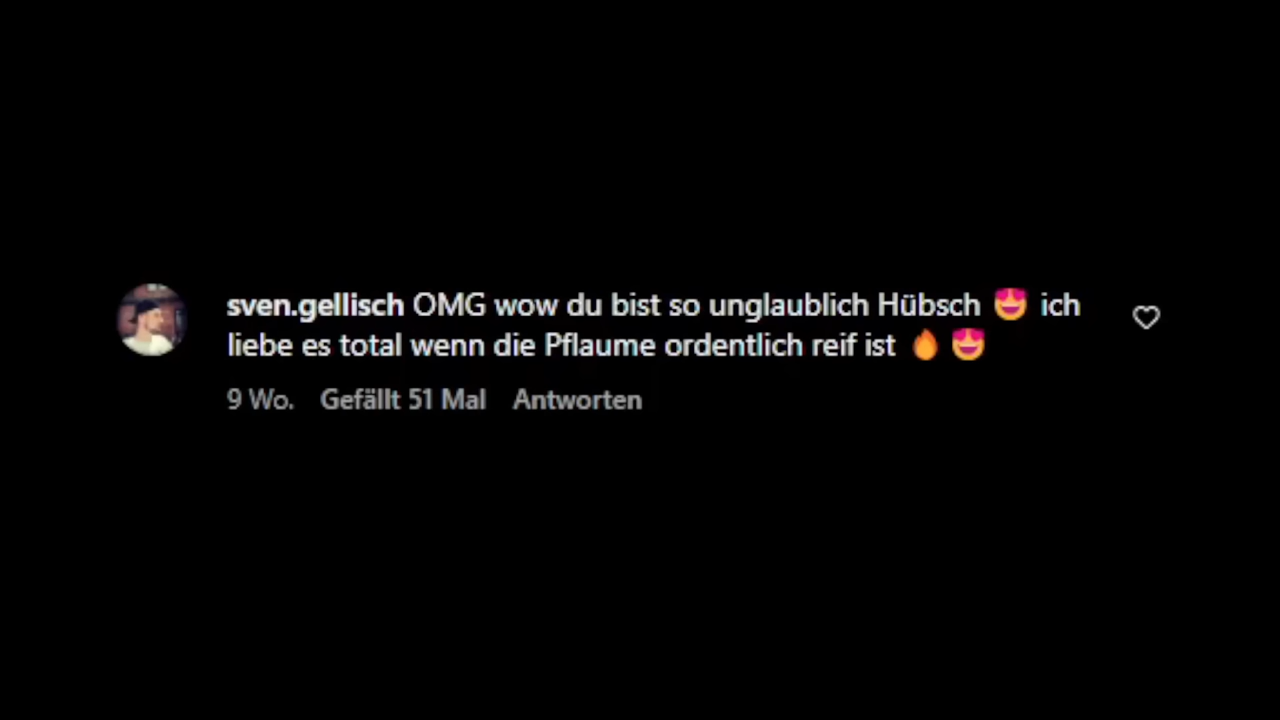 sven.gellisch OMG wow du bist so unglaublich Hübsch 😍 ich
liebe es total wenn die Pflaume ordentlich reif ist 🔥 😍
9 Wo. Gefällt 51 Mal Antworten